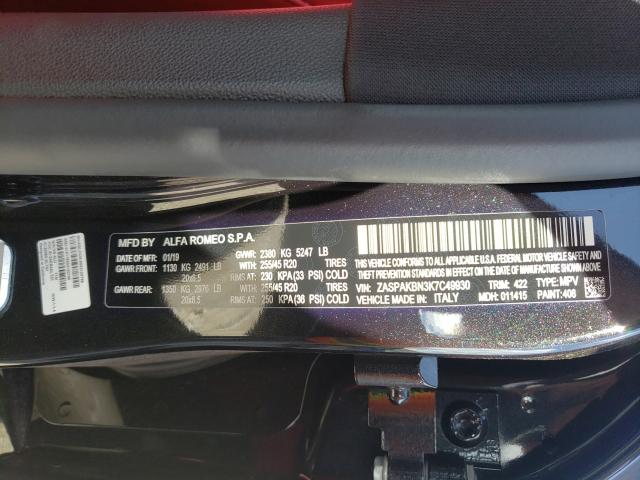 MFD BY ALFA ROMEO S.P.A.
DATE OF MFR 01/19 GVWR: 2380 KG 5247 LB
GAWR FRONT: 1130 KG 2491 LB WITH: 255/45 R20 TIRES
20x8.5 RIMS AT: 230 KPA (33 PSI) COLD
GAWR REAR: 1350 KG 2976 LB WITH: 255/45 R20 TIRES
20x8.5 RIMS AT: 250 KPA (36 PSI) COLD
THIS VEHICLE CONFORMS TO ALL APPLICABLE
U.S.A. FEDERAL MOTOR VEHICLE SAFETY AND
THEFT PREVENTION STANDARDS IN EFFECT ON
THE DATE OF MANUFACTURE SHOWN ABOVE
VIN: ZASPAKBN3K7C49930 TRIM: 422 TYPE: MPV
VEHICLE MADE IN: ITALY MDH: 011415 PAINT: 406